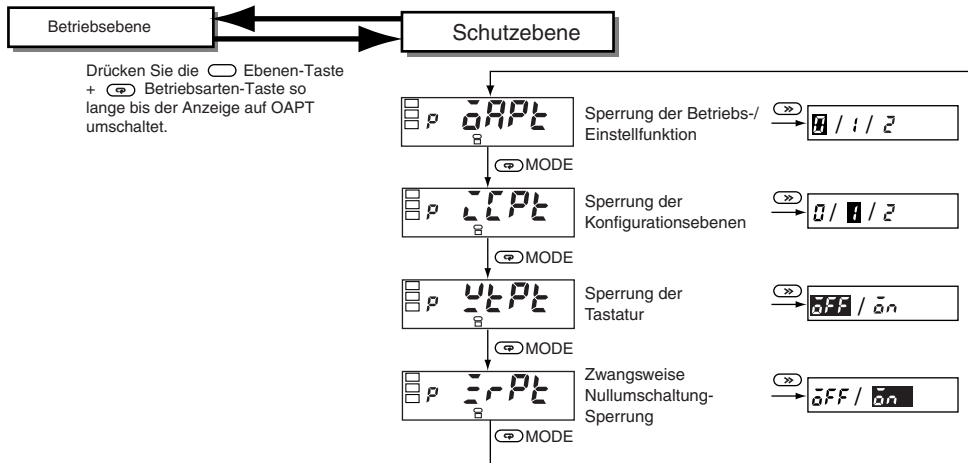 Betriebsebene
Schutzebene
Drücken Sie die Ebenen-Taste
+ Betriebsarten-Taste so
lange bis der Anzeige auf OAPT
umschaltet.
p oAPt
Sperrung der Betriebs-/
Einstellfunktion
0 / 1 / 2
MODE
p iCPt
Sperrung der
Konfigurationsebenen
0 / 1 / 2
MODE
p WtPt
Sperrung der
Tastatur
oFF / on
MODE
p ZrPt
Zwangsweise
Nullumschaltung-
Sperrung
oFF / on
MODE